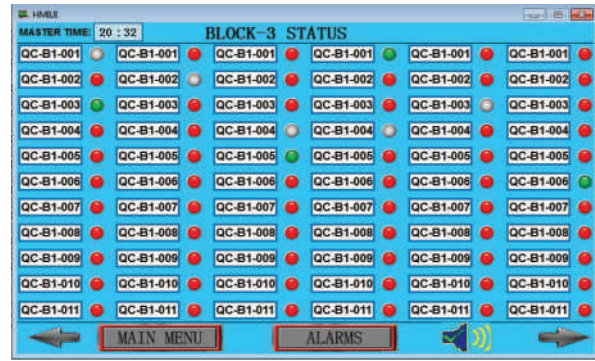 HMIBLE
MASTER TIME: 20 : 32 BLOCK-3 STATUS
QC-B1-001 QC-B1-001 QC-B1-001 QC-B1-001 QC-B1-001 QC-B1-001
QC-B1-002 QC-B1-002 QC-B1-002 QC-B1-002 QC-B1-002 QC-B1-002
QC-B1-003 QC-B1-003 QC-B1-003 QC-B1-003 QC-B1-003 QC-B1-003
QC-B1-004 QC-B1-004 QC-B1-004 QC-B1-004 QC-B1-004 QC-B1-004
QC-B1-005 QC-B1-005 QC-B1-005 QC-B1-005 QC-B1-005 QC-B1-005
QC-B1-006 QC-B1-006 QC-B1-006 QC-B1-006 QC-B1-006 QC-B1-006
QC-B1-007 QC-B1-007 QC-B1-007 QC-B1-007 QC-B1-007 QC-B1-007
QC-B1-008 QC-B1-008 QC-B1-008 QC-B1-008 QC-B1-008 QC-B1-008
QC-B1-009 QC-B1-009 QC-B1-009 QC-B1-009 QC-B1-009 QC-B1-009
QC-B1-010 QC-B1-010 QC-B1-010 QC-B1-010 QC-B1-010 QC-B1-010
QC-B1-011 QC-B1-011 QC-B1-011 QC-B1-011 QC-B1-011 QC-B1-011
MAIN MENU ALARMS